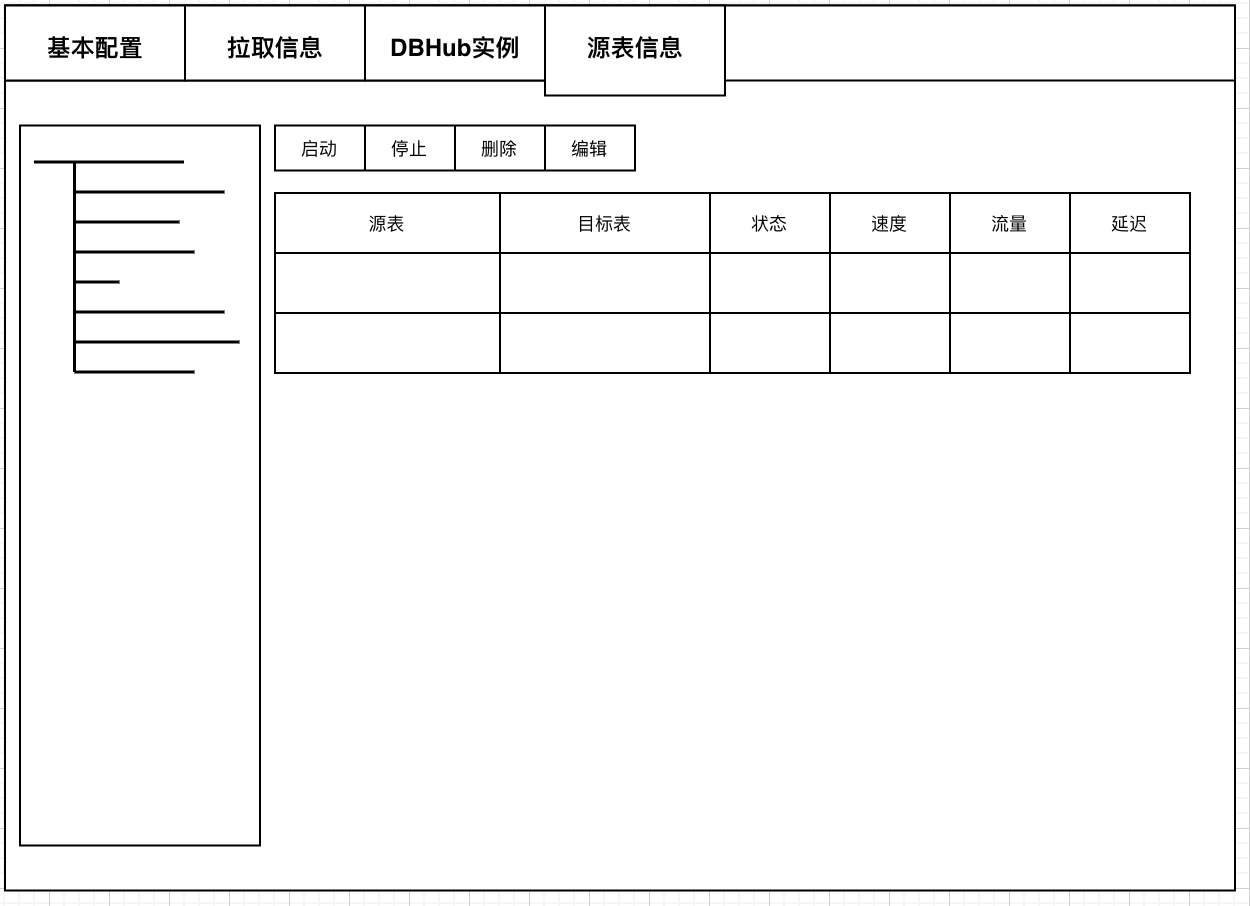 基本配置 拉取信息 DBHub实例 源表信息
启动 停止 删除 编辑
源表 目标表 状态 速度 流量 延迟